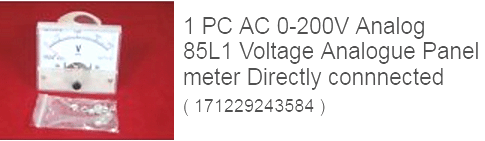 V
1 PC AC 0-200V Analog
85L1 Voltage Analogue Panel
meter Directly connnected
( 171229243584 )